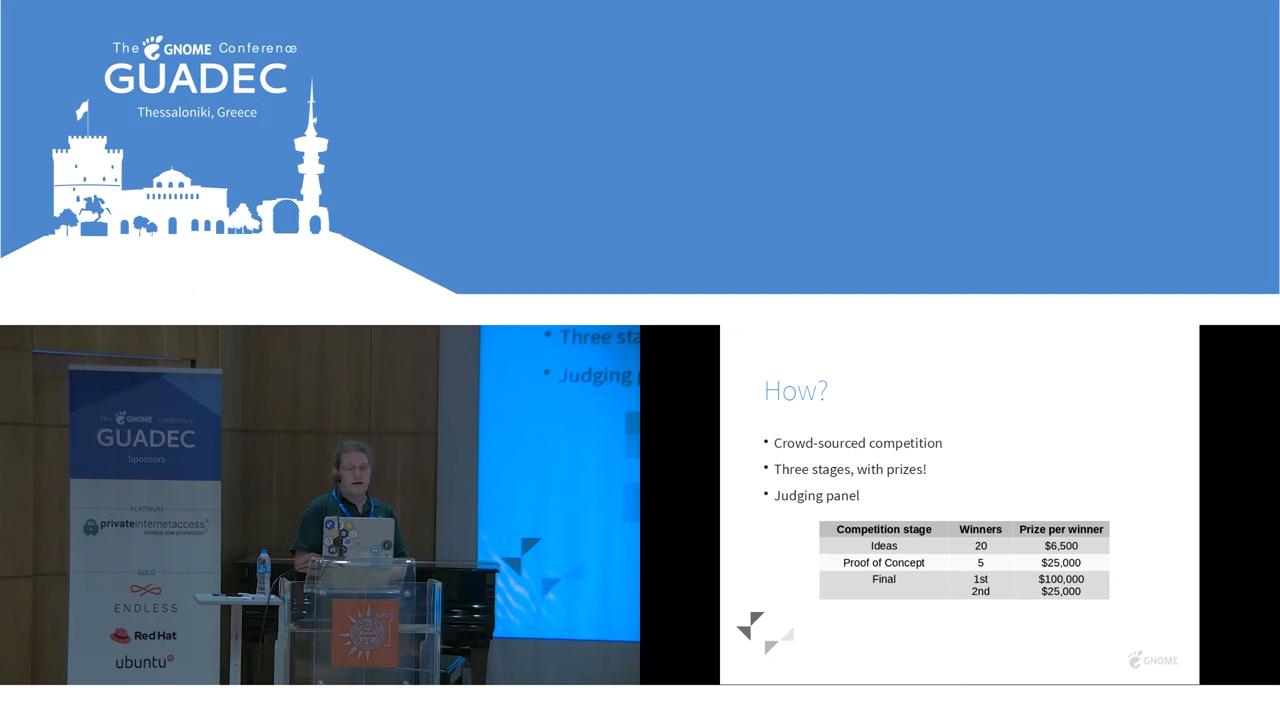 The GNOME Conference
GUADEC
Thessaloniki, Greece
The GNOME Conference
GUADEC
Sponsors
PLATINUM
privateinternetaccess
always use protection
GOLD
ENDLESS
Red Hat
ubuntu
Three sta
Judging
How?
Crowd-sourced competition
Three stages, with prizes!
Judging panel
Competition stage Winners Prize per winner
Ideas 20 $6,500
Proof of Concept 5 $25,000
Final 1st $100,000
2nd $25,000
GNOME